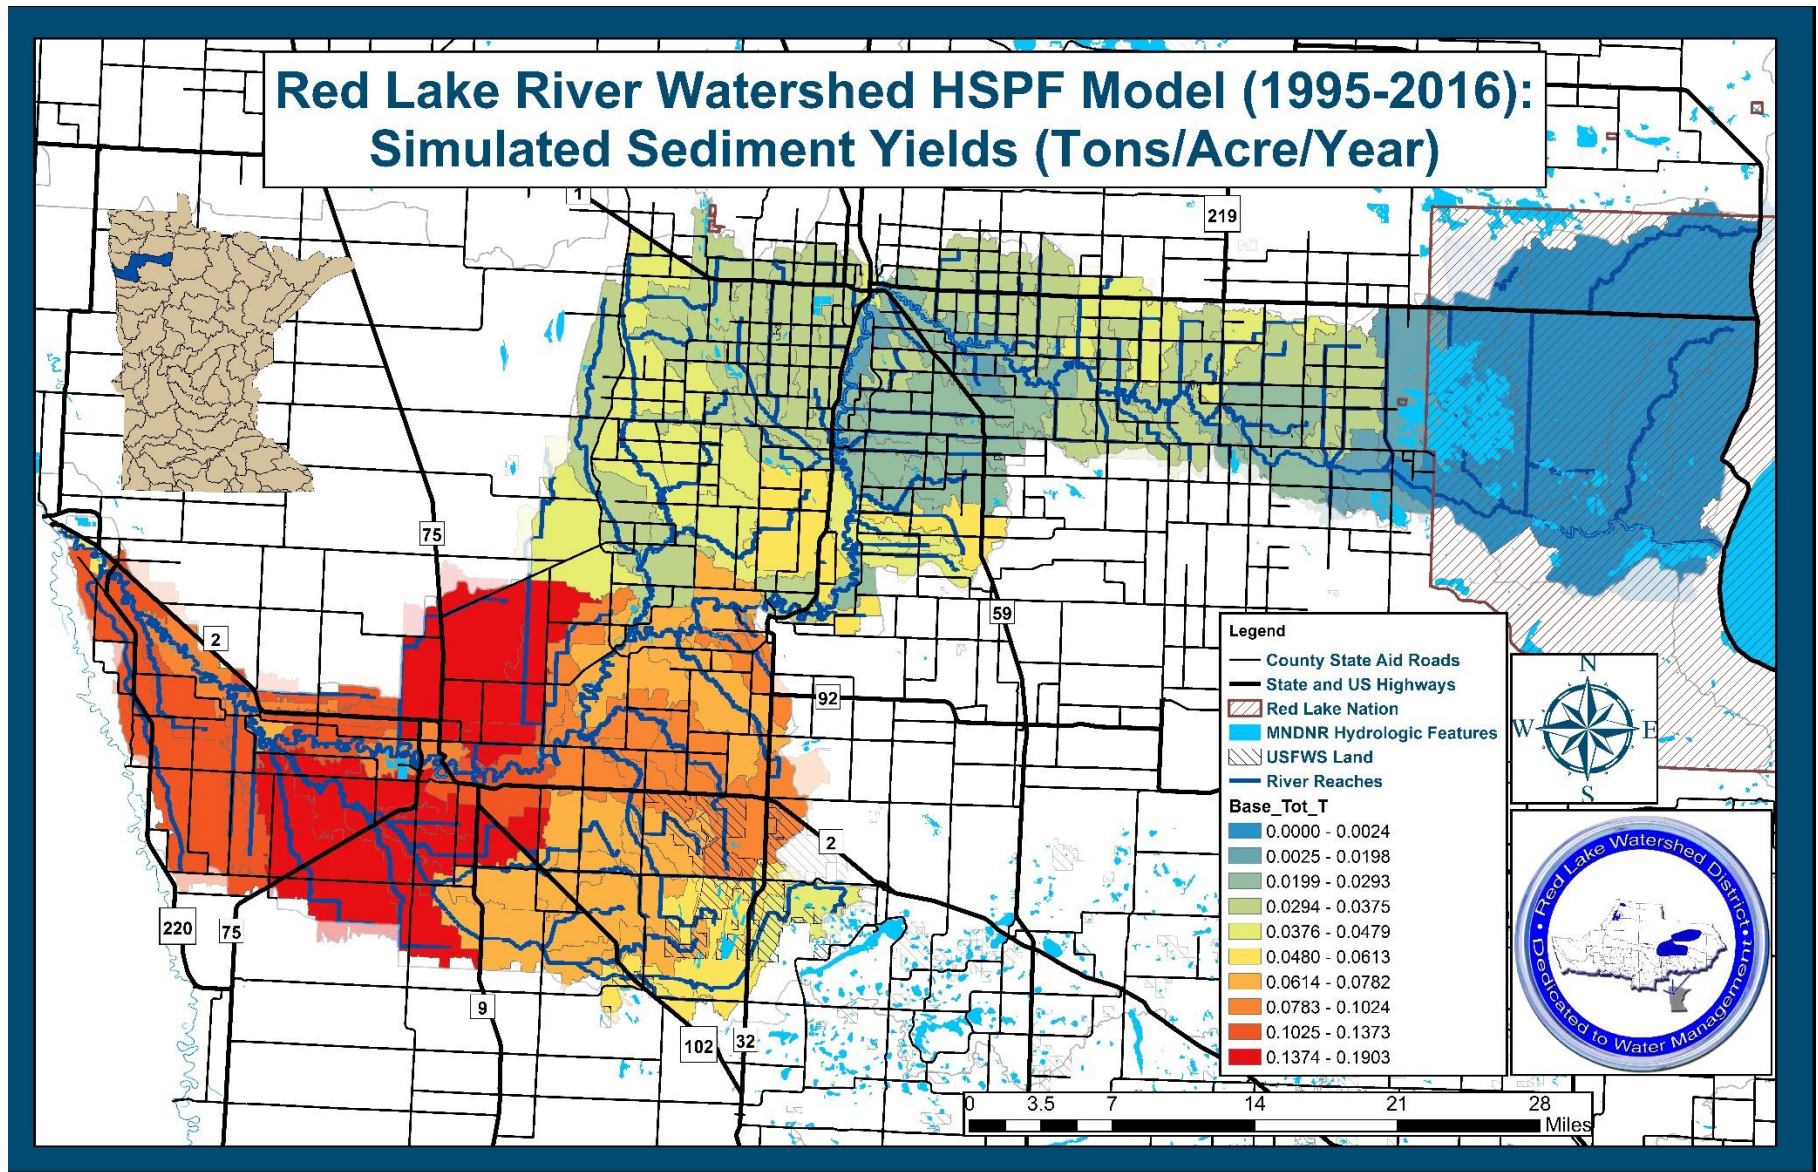 Red Lake River Watershed HSPF Model (1995-2016):
Simulated Sediment Yields (Tons/Acre/Year)
1
219
75
2
59
92
2
220
75
9
102
32
Legend
County State Aid Roads
State and US Highways
Red Lake Nation
MNDNR Hydrologic Features
USFWS Land
River Reaches
Base_Tot_T
0.0000 - 0.0024
0.0025 - 0.0198
0.0199 - 0.0293
0.0294 - 0.0375
0.0376 - 0.0479
0.0480 - 0.0613
0.0614 - 0.0782
0.0783 - 0.1024
0.1025 - 0.1373
0.1374 - 0.1903
N
W E
S
Red Lake Watershed District
Dedicated to Water Management
0 3.5 7 14 21 28
Miles